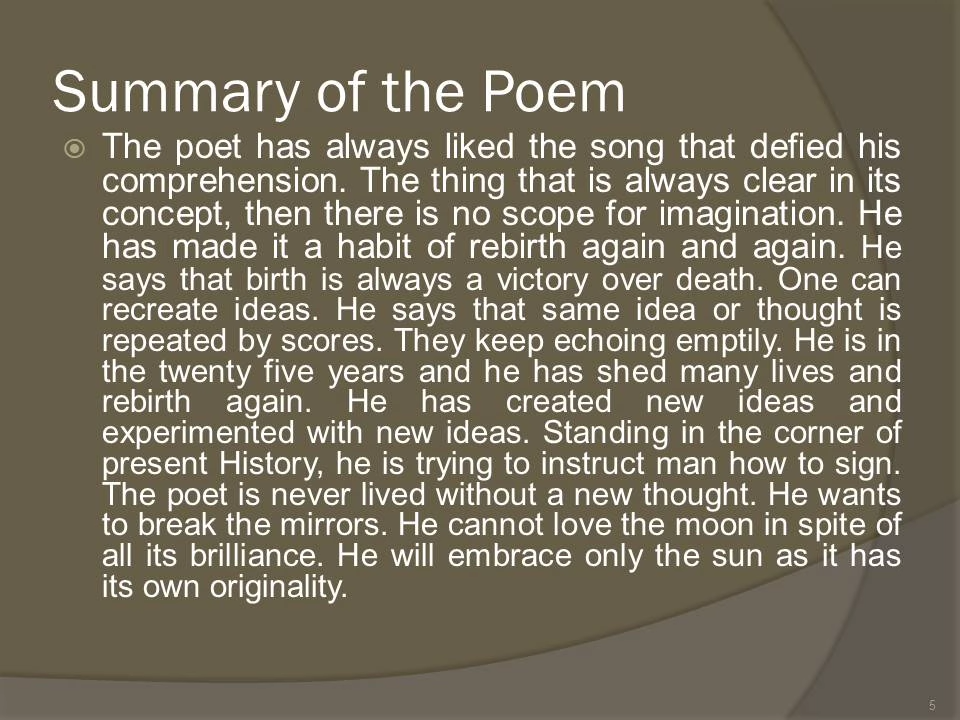 Summary of the Poem
The poet has always liked the song that defied his
comprehension. The thing that is always clear in its
concept, then there is no scope for imagination. He
has made it a habit of rebirth again and again. He
says that birth is always a victory over death. One can
recreate ideas. He says that same idea or thought is
repeated by scores. They keep echoing emptily. He is in
the twenty five years and he has shed many lives and
rebirth again. He has created new ideas and
experimented with new ideas. Standing in the corner of
present History, he is trying to instruct man how to sign.
The poet is never lived without a new thought. He wants
to break the mirrors. He cannot love the moon in spite of
all its brilliance. He will embrace only the sun as it has
its own originality.
5